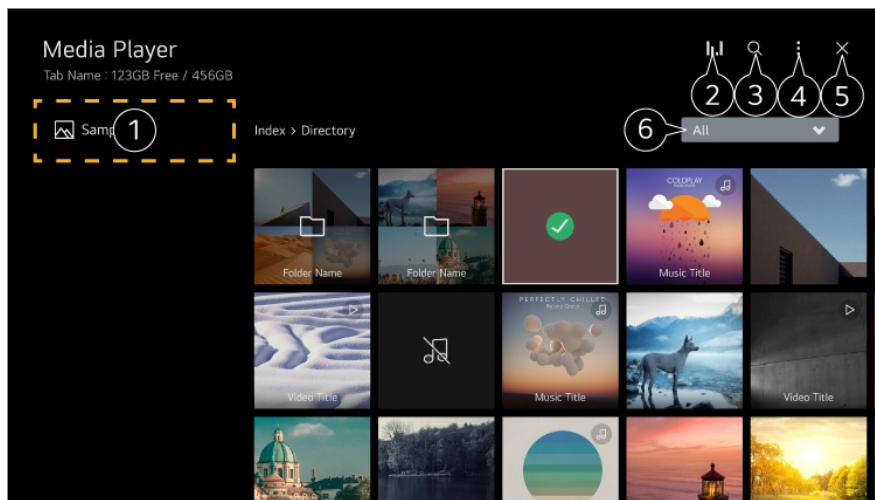 Media Player
Tab Name : 123GB Free / 456GB
2 3 4 5
1
Index > Directory
6
All
Folder Name
Folder Name
COLDPLAY
Music Title
Video Title
PERFECTLY CHILLED
Music Title
Video Title